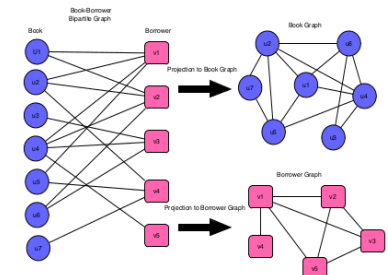 Book-Borrower
Bipartite Graph
Book
Borrower
U1
u2
u3
u4
u5
u6
u7
v1
v2
v3
v4
v5
Projection to Book Graph
Projection to Borrower Graph
Book Graph
u2
u5
u7
u1
u4
u6
u3
Borrower Graph
v1
v2
v3
v4
v5